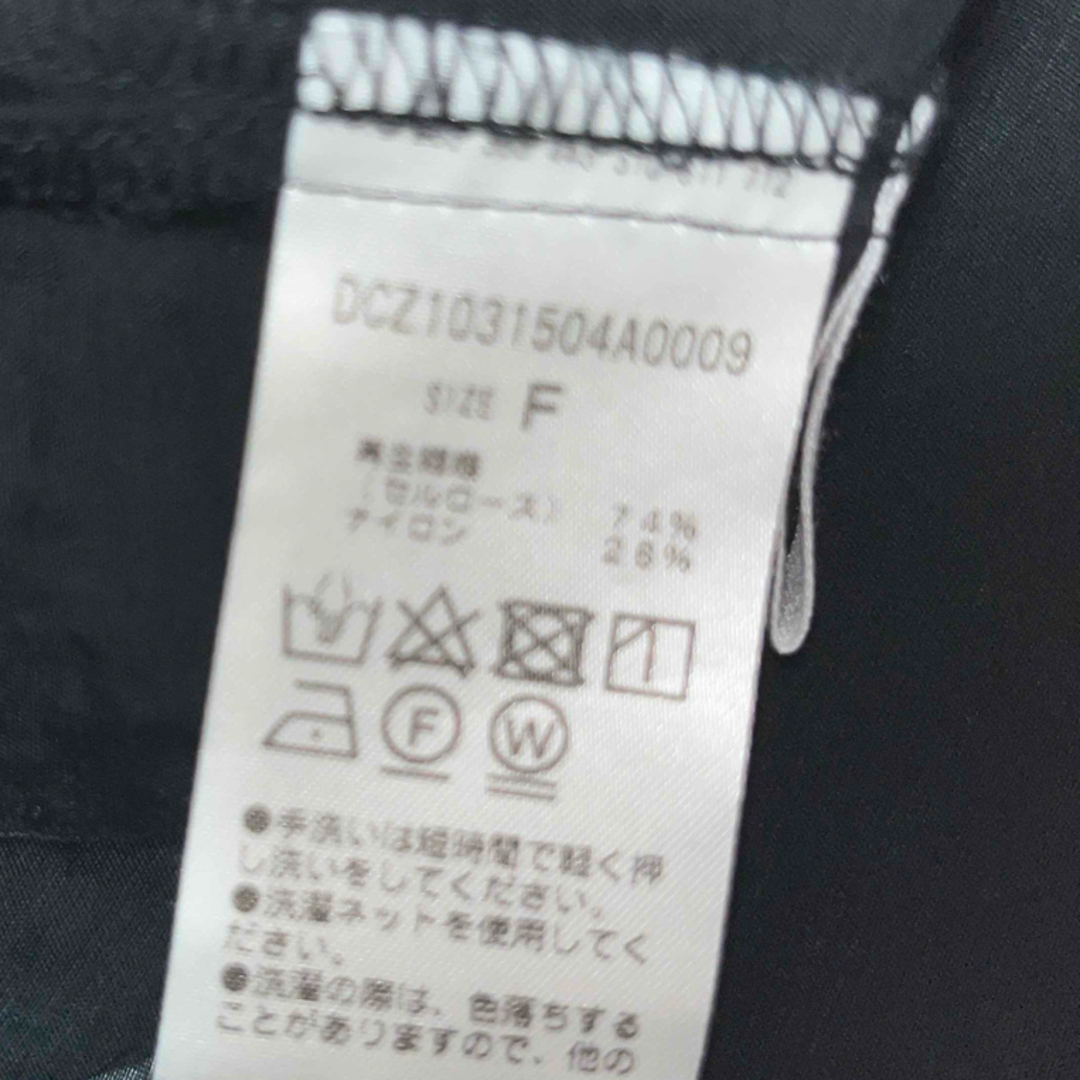 DCZ1031504A0009
SIZE F
再生繊維
(セルロース) 74%
ナイロン 26%
F W
●手洗いは短時間で軽く押
し洗いをしてください。
●洗濯ネットを使用してく
ださい。
●洗濯の際は、色落ちする
ことがありますので、他の